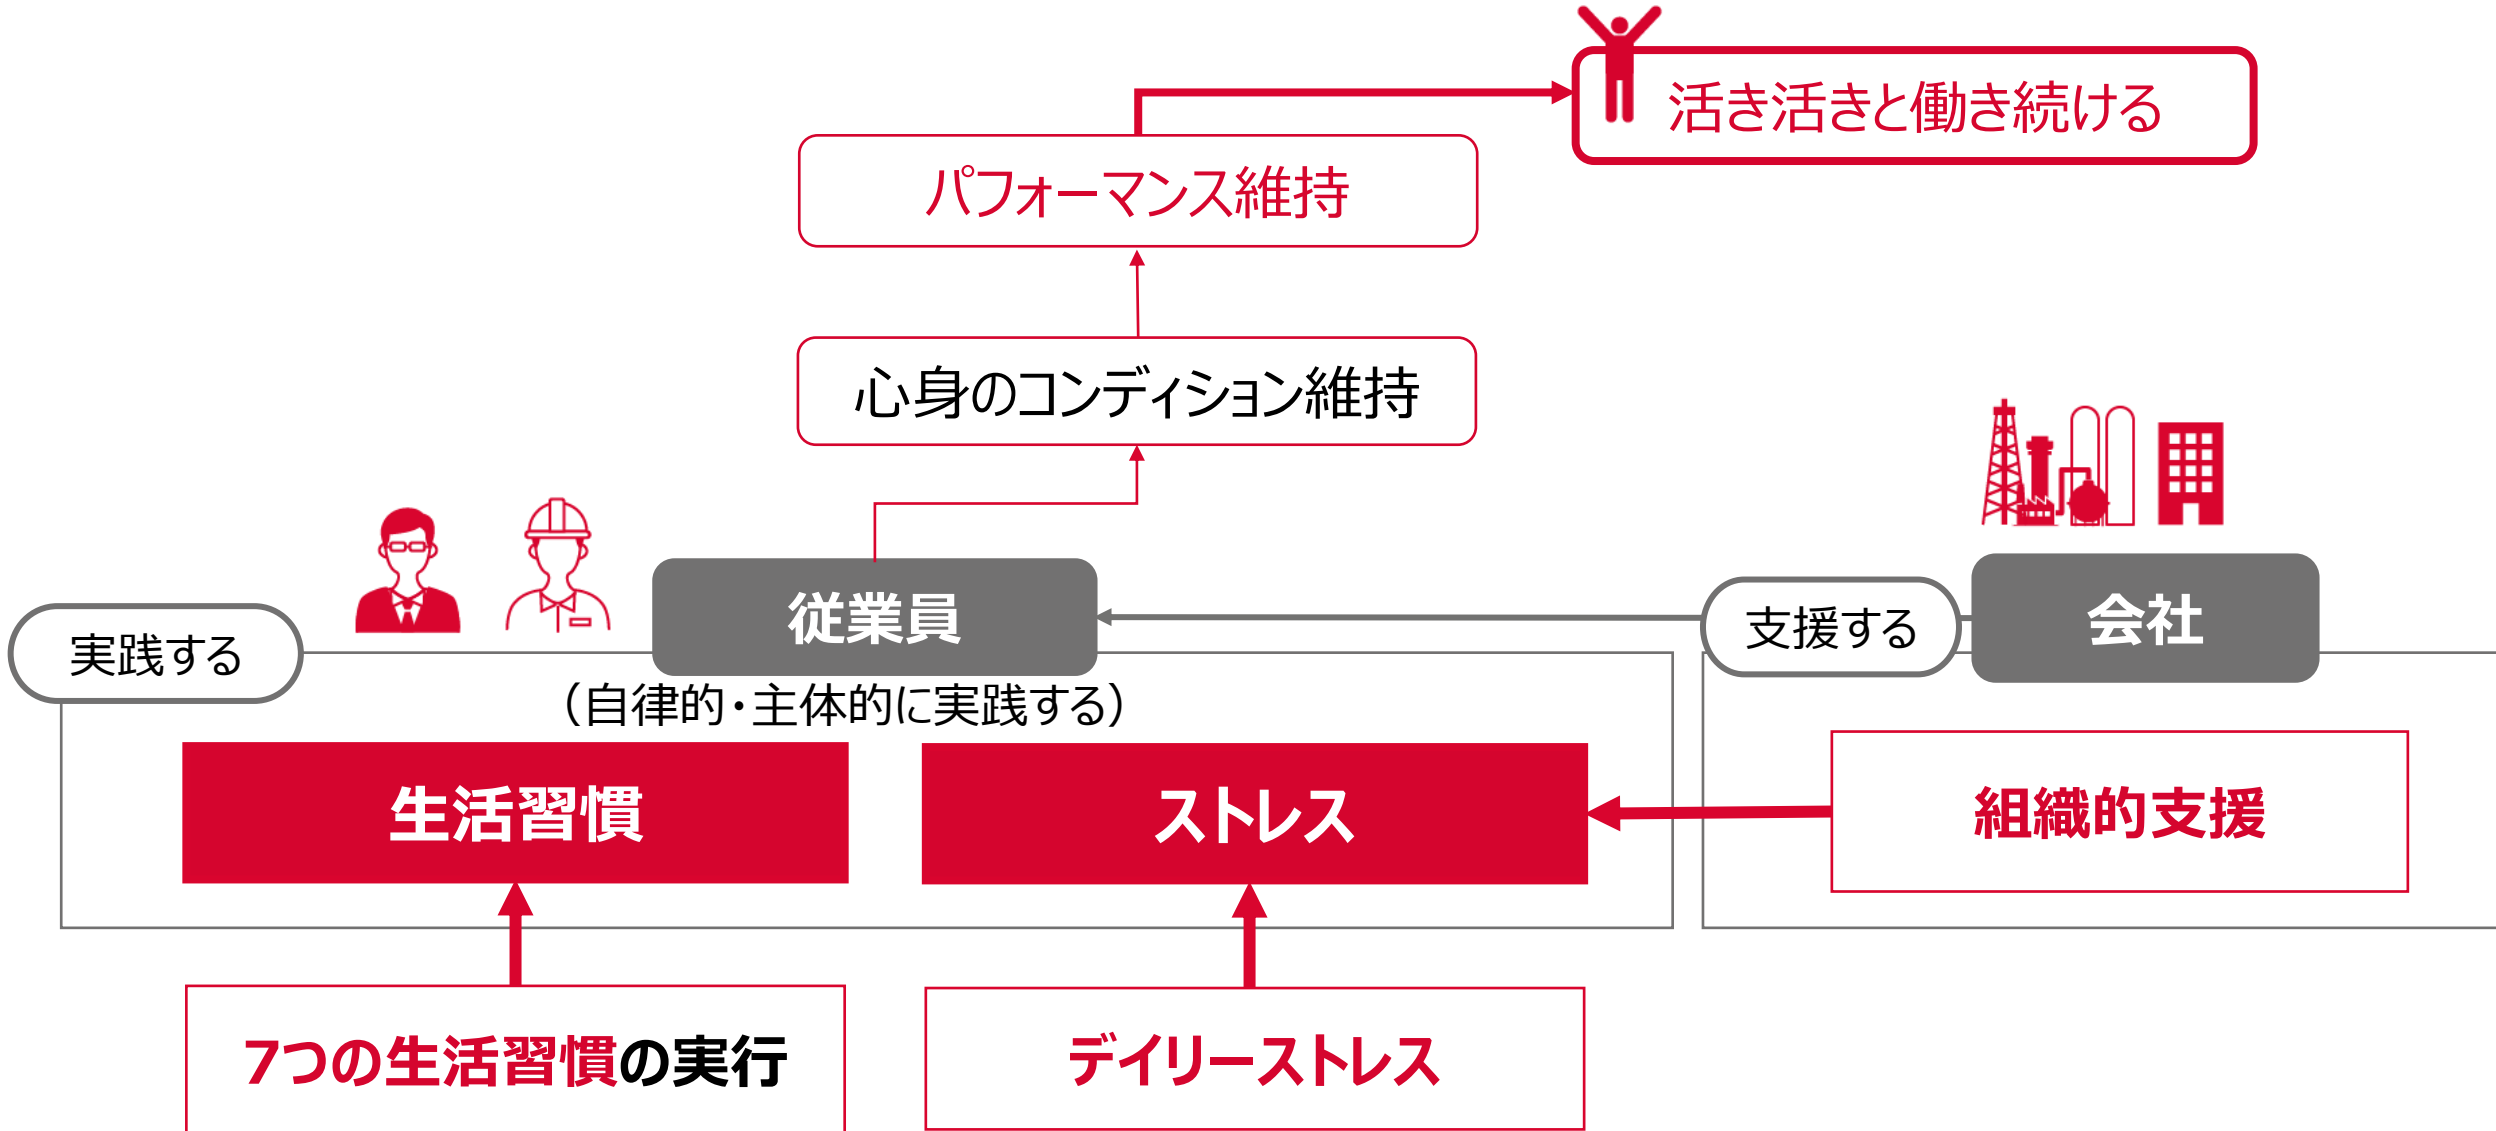 活き活きと働き続ける
パフォーマンス維持
心身のコンディション維持
従業員
会社
実践する
支援する
（自律的・主体的に実践する）
生活習慣
ストレス
組織的支援
7つの生活習慣の実行
デイリーストレス